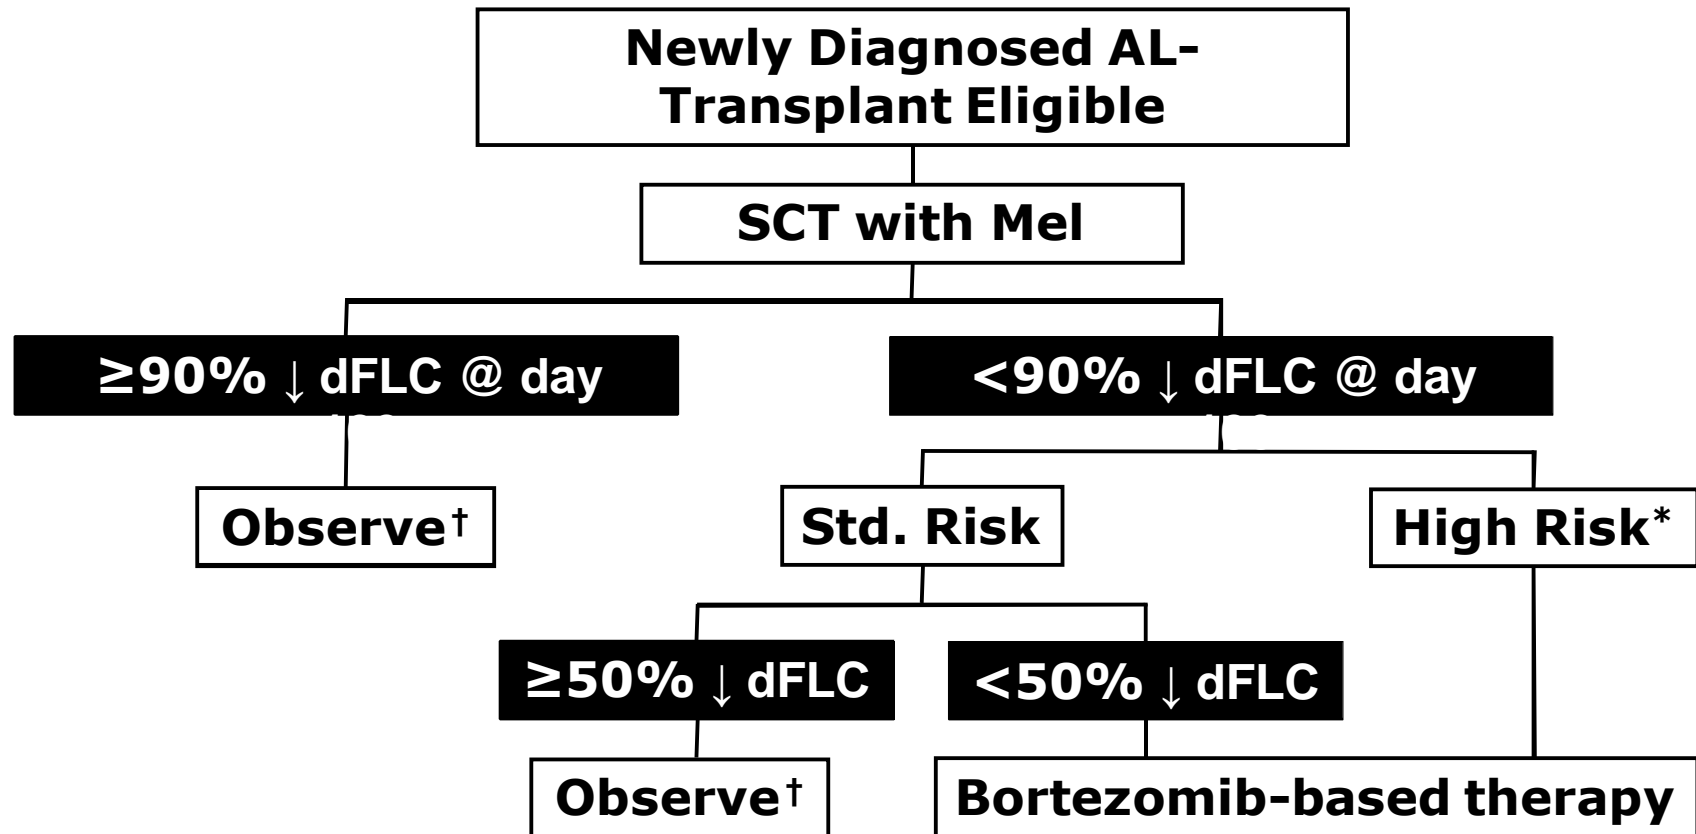 Newly Diagnosed AL-
Transplant Eligible
SCT with Mel
≥90% ↓ dFLC @ day
<90% ↓ dFLC @ day
Observe†
Std. Risk
High Risk*
≥50% ↓ dFLC
<50% ↓ dFLC
Observe†
Bortezomib-based therapy